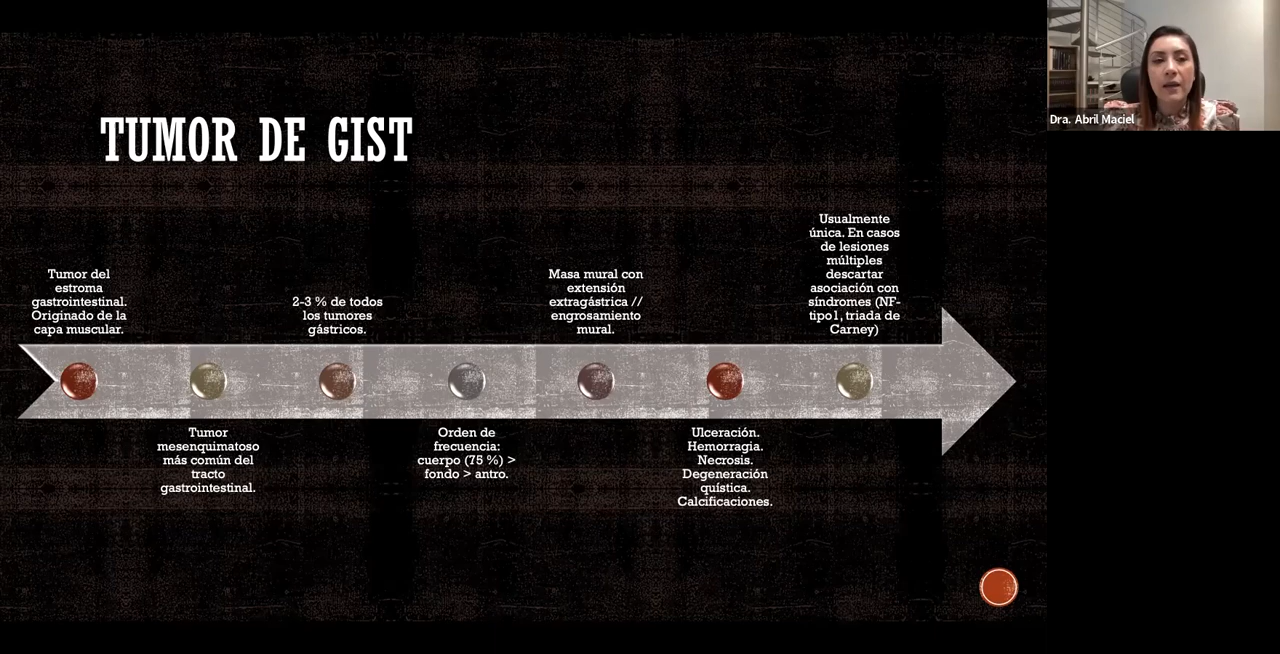 TUMOR DE GIST
Dra. Abril Maciel
Tumor del
estroma
gastrointestinal.
Originado de la
capa muscular.
Tumor
mesenquimatoso
más común del
tracto
gastrointestinal.
2-3 % de todos
los tumores
gástricos.
Orden de
frecuencia:
cuerpo (75 %) >
fondo > antro.
Masa mural con
extensión
extragástrica //
engrosamiento
mural.
Ulceración.
Hemorragia.
Necrosis.
Degeneración
quística.
Calcificaciones.
Usualmente
única. En casos
de lesiones
múltiples
descartar
asociación con
síndromes (NF-
tipo1, triada de
Carney)